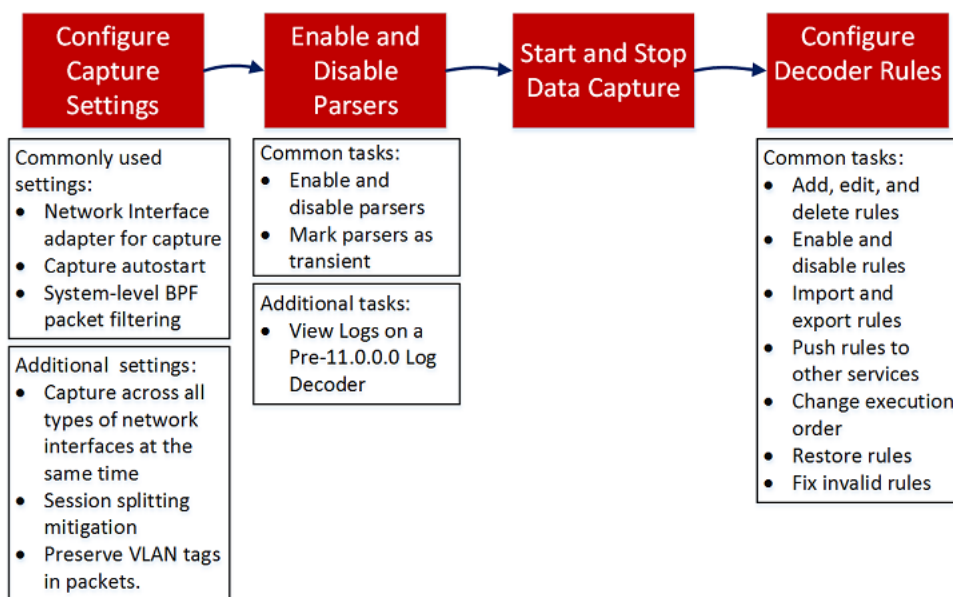 Configure
Capture
Settings
Enable and
Disable
Parsers
Start and Stop
Data Capture
Configure
Decoder Rules
Commonly used
settings:
• Network Interface
adapter for capture
• Capture autostart
• System-level BPF
packet filtering
Additional settings:
• Capture across all
types of network
interfaces at the
same time
• Session splitting
mitigation
• Preserve VLAN tags
in packets.
Common tasks:
• Enable and
disable parsers
• Mark parsers as
transient
Additional tasks:
• View Logs on a
Pre-11.0.0.0 Log
Decoder
Common tasks:
• Add, edit, and
delete rules
• Enable and
disable rules
• Import and
export rules
• Push rules to
other services
• Change execution
order
• Restore rules
• Fix invalid rules